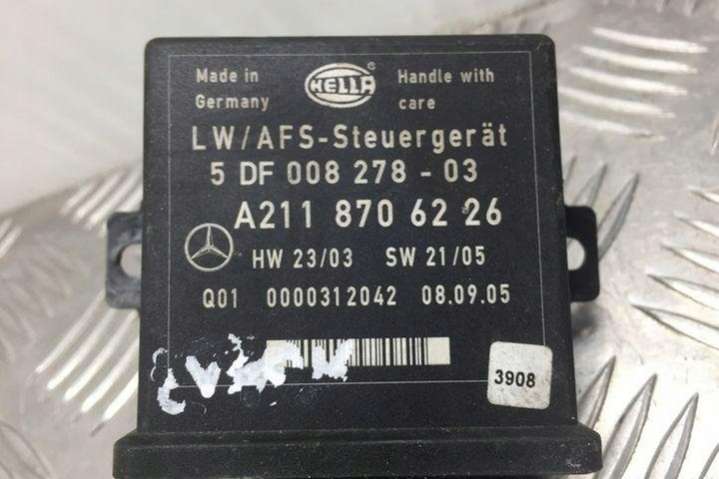 Made in Germany
HELLA
Handle with care
LW/AFS-Steuergerät
5 DF 008 278 - 03
A211 870 62 26
HW 23/03 SW 21/05
Q01 0000312042 08.09.05
3908